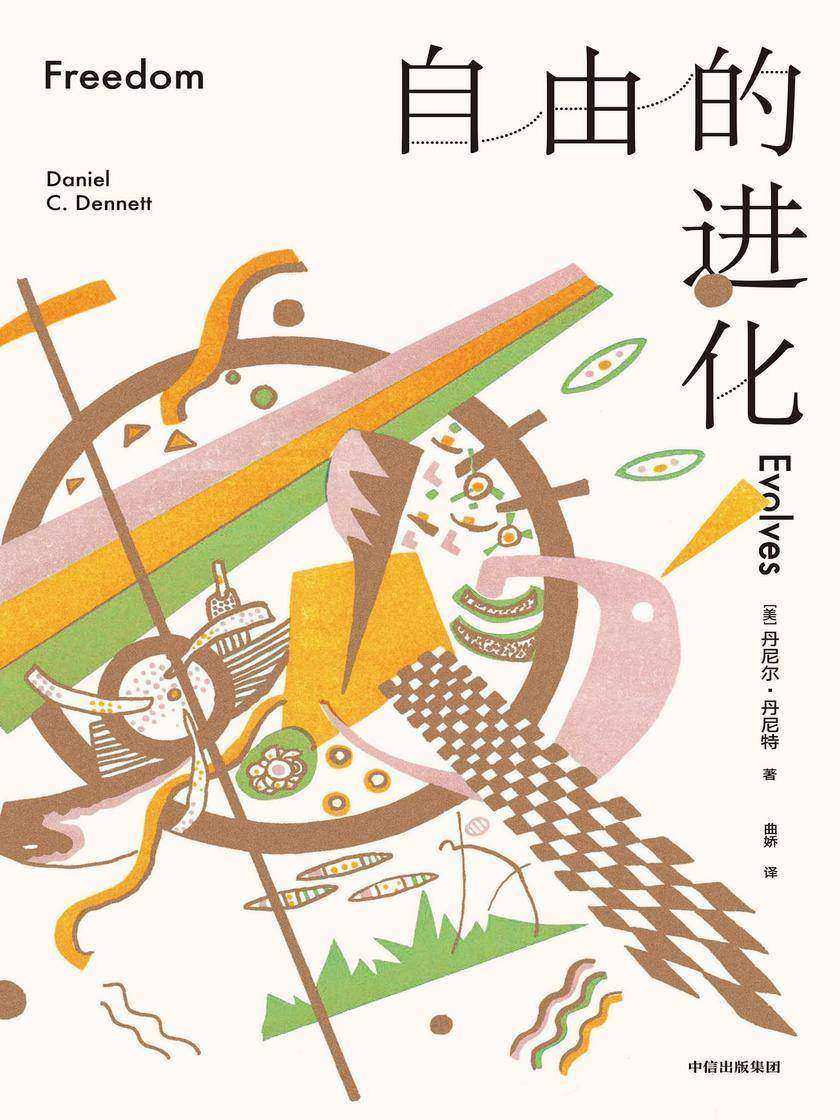 Freedom
自由的
进
化
Evolves
Daniel
C. Dennett
[美]丹尼尔·丹尼特 著
曲娇 译
中信出版集团